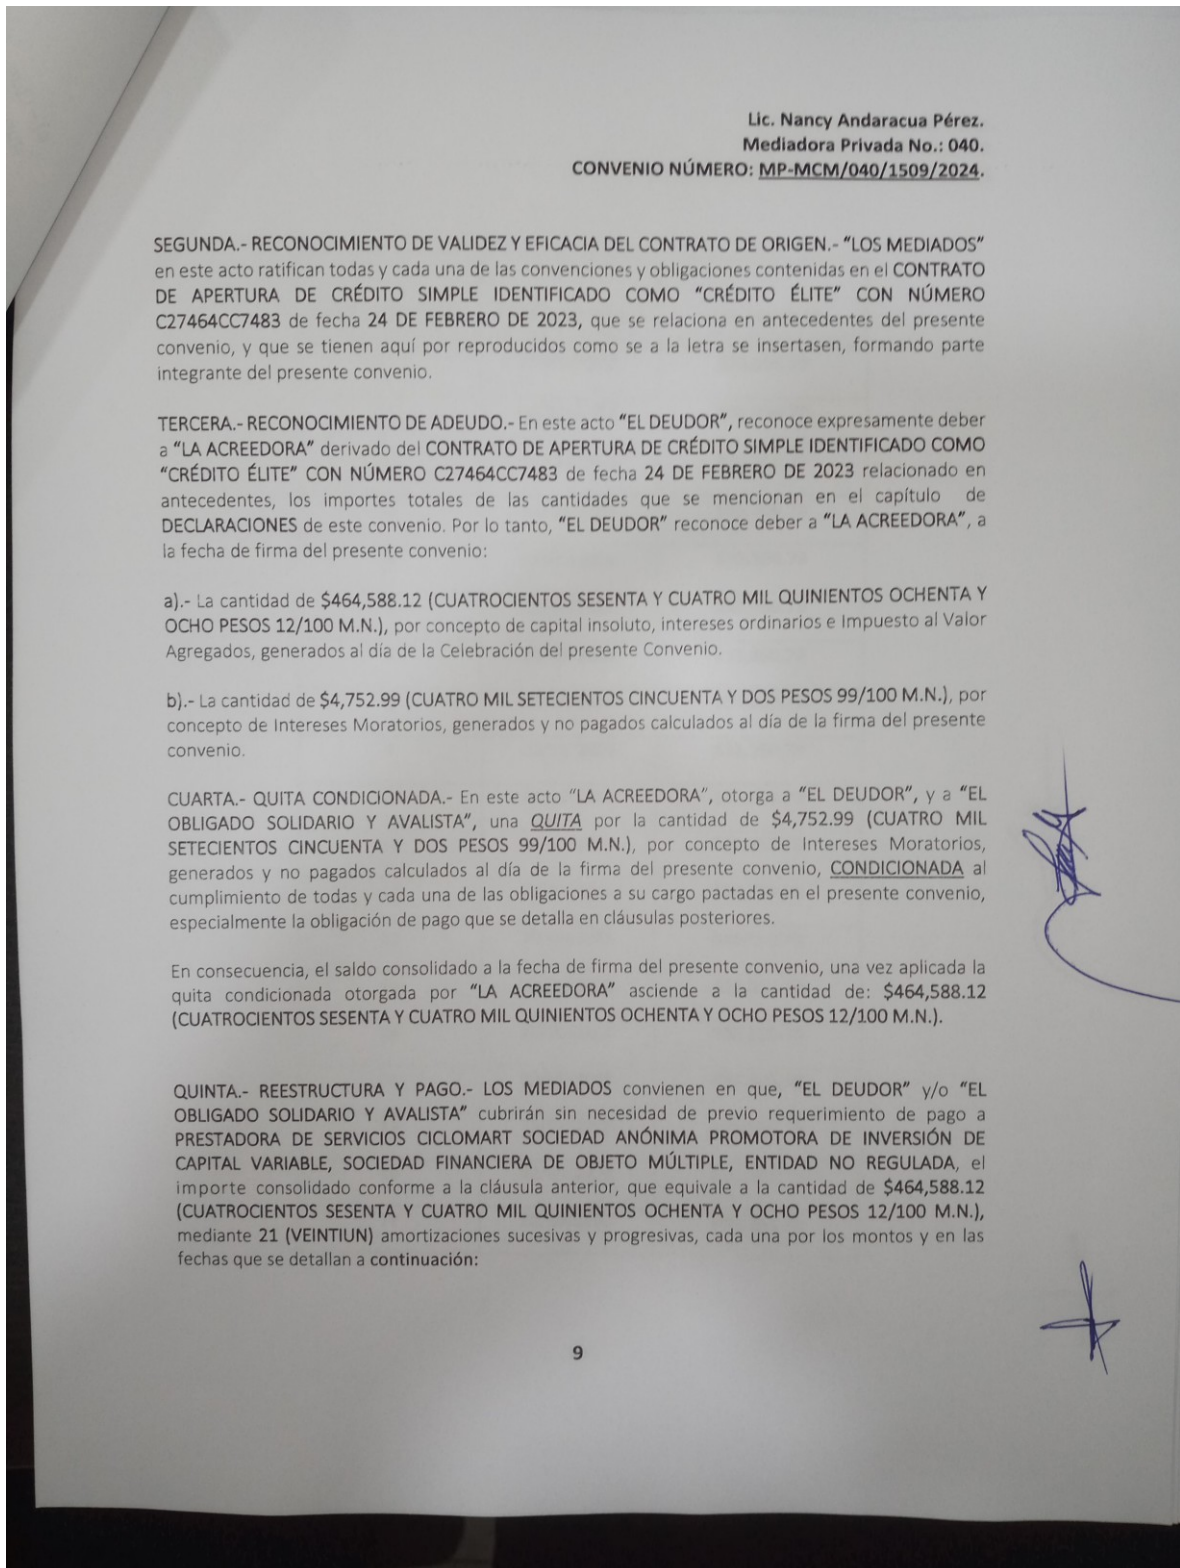 Lic. Nancy Andaracua Pérez.
Mediadora Privada No.: 040.
CONVENIO NÚMERO: MP-MCM/040/1509/2024.
SEGUNDA.- RECONOCIMIENTO DE VALIDEZ Y EFICACIA DEL CONTRATO DE ORIGEN.- “LOS MEDIADOS”
en este acto ratifican todas y cada una de las convenciones y obligaciones contenidas en el CONTRATO
DE APERTURA DE CRÉDITO SIMPLE IDENTIFICADO COMO “CRÉDITO ÉLITE” CON NÚMERO
C27464CC7483 de fecha 24 DE FEBRERO DE 2023, que se relaciona en antecedentes del presente
convenio, y que se tienen aquí por reproducidos como se a la letra se insertasen, formando parte
integrante del presente convenio.
TERCERA.- RECONOCIMIENTO DE ADEUDO.- En este acto “EL DEUDOR”, reconoce expresamente deber
a “LA ACREEDORA” derivado del CONTRATO DE APERTURA DE CRÉDITO SIMPLE IDENTIFICADO COMO
“CRÉDITO ÉLITE” CON NÚMERO C27464CC7483 de fecha 24 DE FEBRERO DE 2023 relacionado en
antecedentes, los importes totales de las cantidades que se mencionan en el capítulo de
DECLARACIONES de este convenio. Por lo tanto, “EL DEUDOR” reconoce deber a “LA ACREEDORA”, a
la fecha de firma del presente convenio:
a).- La cantidad de $464,588.12 (CUATROCIENTOS SESENTA Y CUATRO MIL QUINIENTOS OCHENTA Y
OCHO PESOS 12/100 M.N.), por concepto de capital insoluto, intereses ordinarios e Impuesto al Valor
Agregados, generados al día de la Celebración del presente Convenio.
b).- La cantidad de $4,752.99 (CUATRO MIL SETECIENTOS CINCUENTA Y DOS PESOS 99/100 M.N.), por
concepto de Intereses Moratorios, generados y no pagados calculados al día de la firma del presente
convenio.
CUARTA.- QUITA CONDICIONADA.- En este acto “LA ACREEDORA”, otorga a “EL DEUDOR”, y a “EL
OBLIGADO SOLIDARIO Y AVALISTA”, una QUITA por la cantidad de $4,752.99 (CUATRO MIL
SETECIENTOS CINCUENTA Y DOS PESOS 99/100 M.N.), por concepto de Intereses Moratorios,
generados y no pagados calculados al día de la firma del presente convenio, CONDICIONADA al
cumplimiento de todas y cada una de las obligaciones a su cargo pactadas en el presente convenio,
especialmente la obligación de pago que se detalla en cláusulas posteriores.
En consecuencia, el saldo consolidado a la fecha de firma del presente convenio, una vez aplicada la
quita condicionada otorgada por “LA ACREEDORA” asciende a la cantidad de: $464,588.12
(CUATROCIENTOS SESENTA Y CUATRO MIL QUINIENTOS OCHENTA Y OCHO PESOS 12/100 M.N.).
QUINTA.- REESTRUCTURA Y PAGO.- LOS MEDIADOS convienen en que, “EL DEUDOR” y/o “EL
OBLIGADO SOLIDARIO Y AVALISTA” cubrirán sin necesidad de previo requerimiento de pago a
PRESTADORA DE SERVICIOS CICLOMART SOCIEDAD ANÓNIMA PROMOTORA DE INVERSIÓN DE
CAPITAL VARIABLE, SOCIEDAD FINANCIERA DE OBJETO MÚLTIPLE, ENTIDAD NO REGULADA, el
importe consolidado conforme a la cláusula anterior, que equivale a la cantidad de $464,588.12
(CUATROCIENTOS SESENTA Y CUATRO MIL QUINIENTOS OCHENTA Y OCHO PESOS 12/100 M.N.),
mediante 21 (VEINTIUN) amortizaciones sucesivas y progresivas, cada una por los montos y en las
fechas que se detallan a continuación:
9